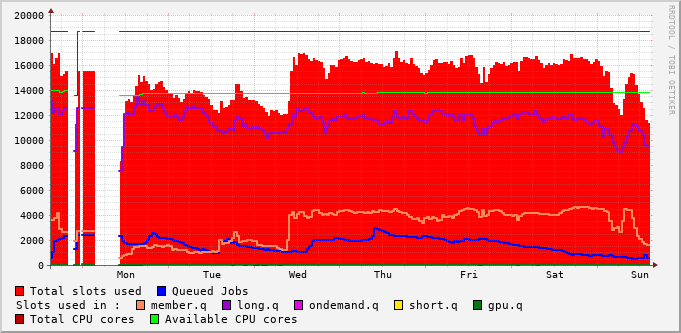 RRDTOOL / TOBI OETIKER
20000
18000
16000
14000
12000
10000
8000
6000
4000
2000
0
Mon Tue Wed Thu Fri Sat Sun
Total slots used Queued Jobs
Slots used in : member.q long.q ondemand.q short.q gpu.q
Total CPU cores Available CPU cores